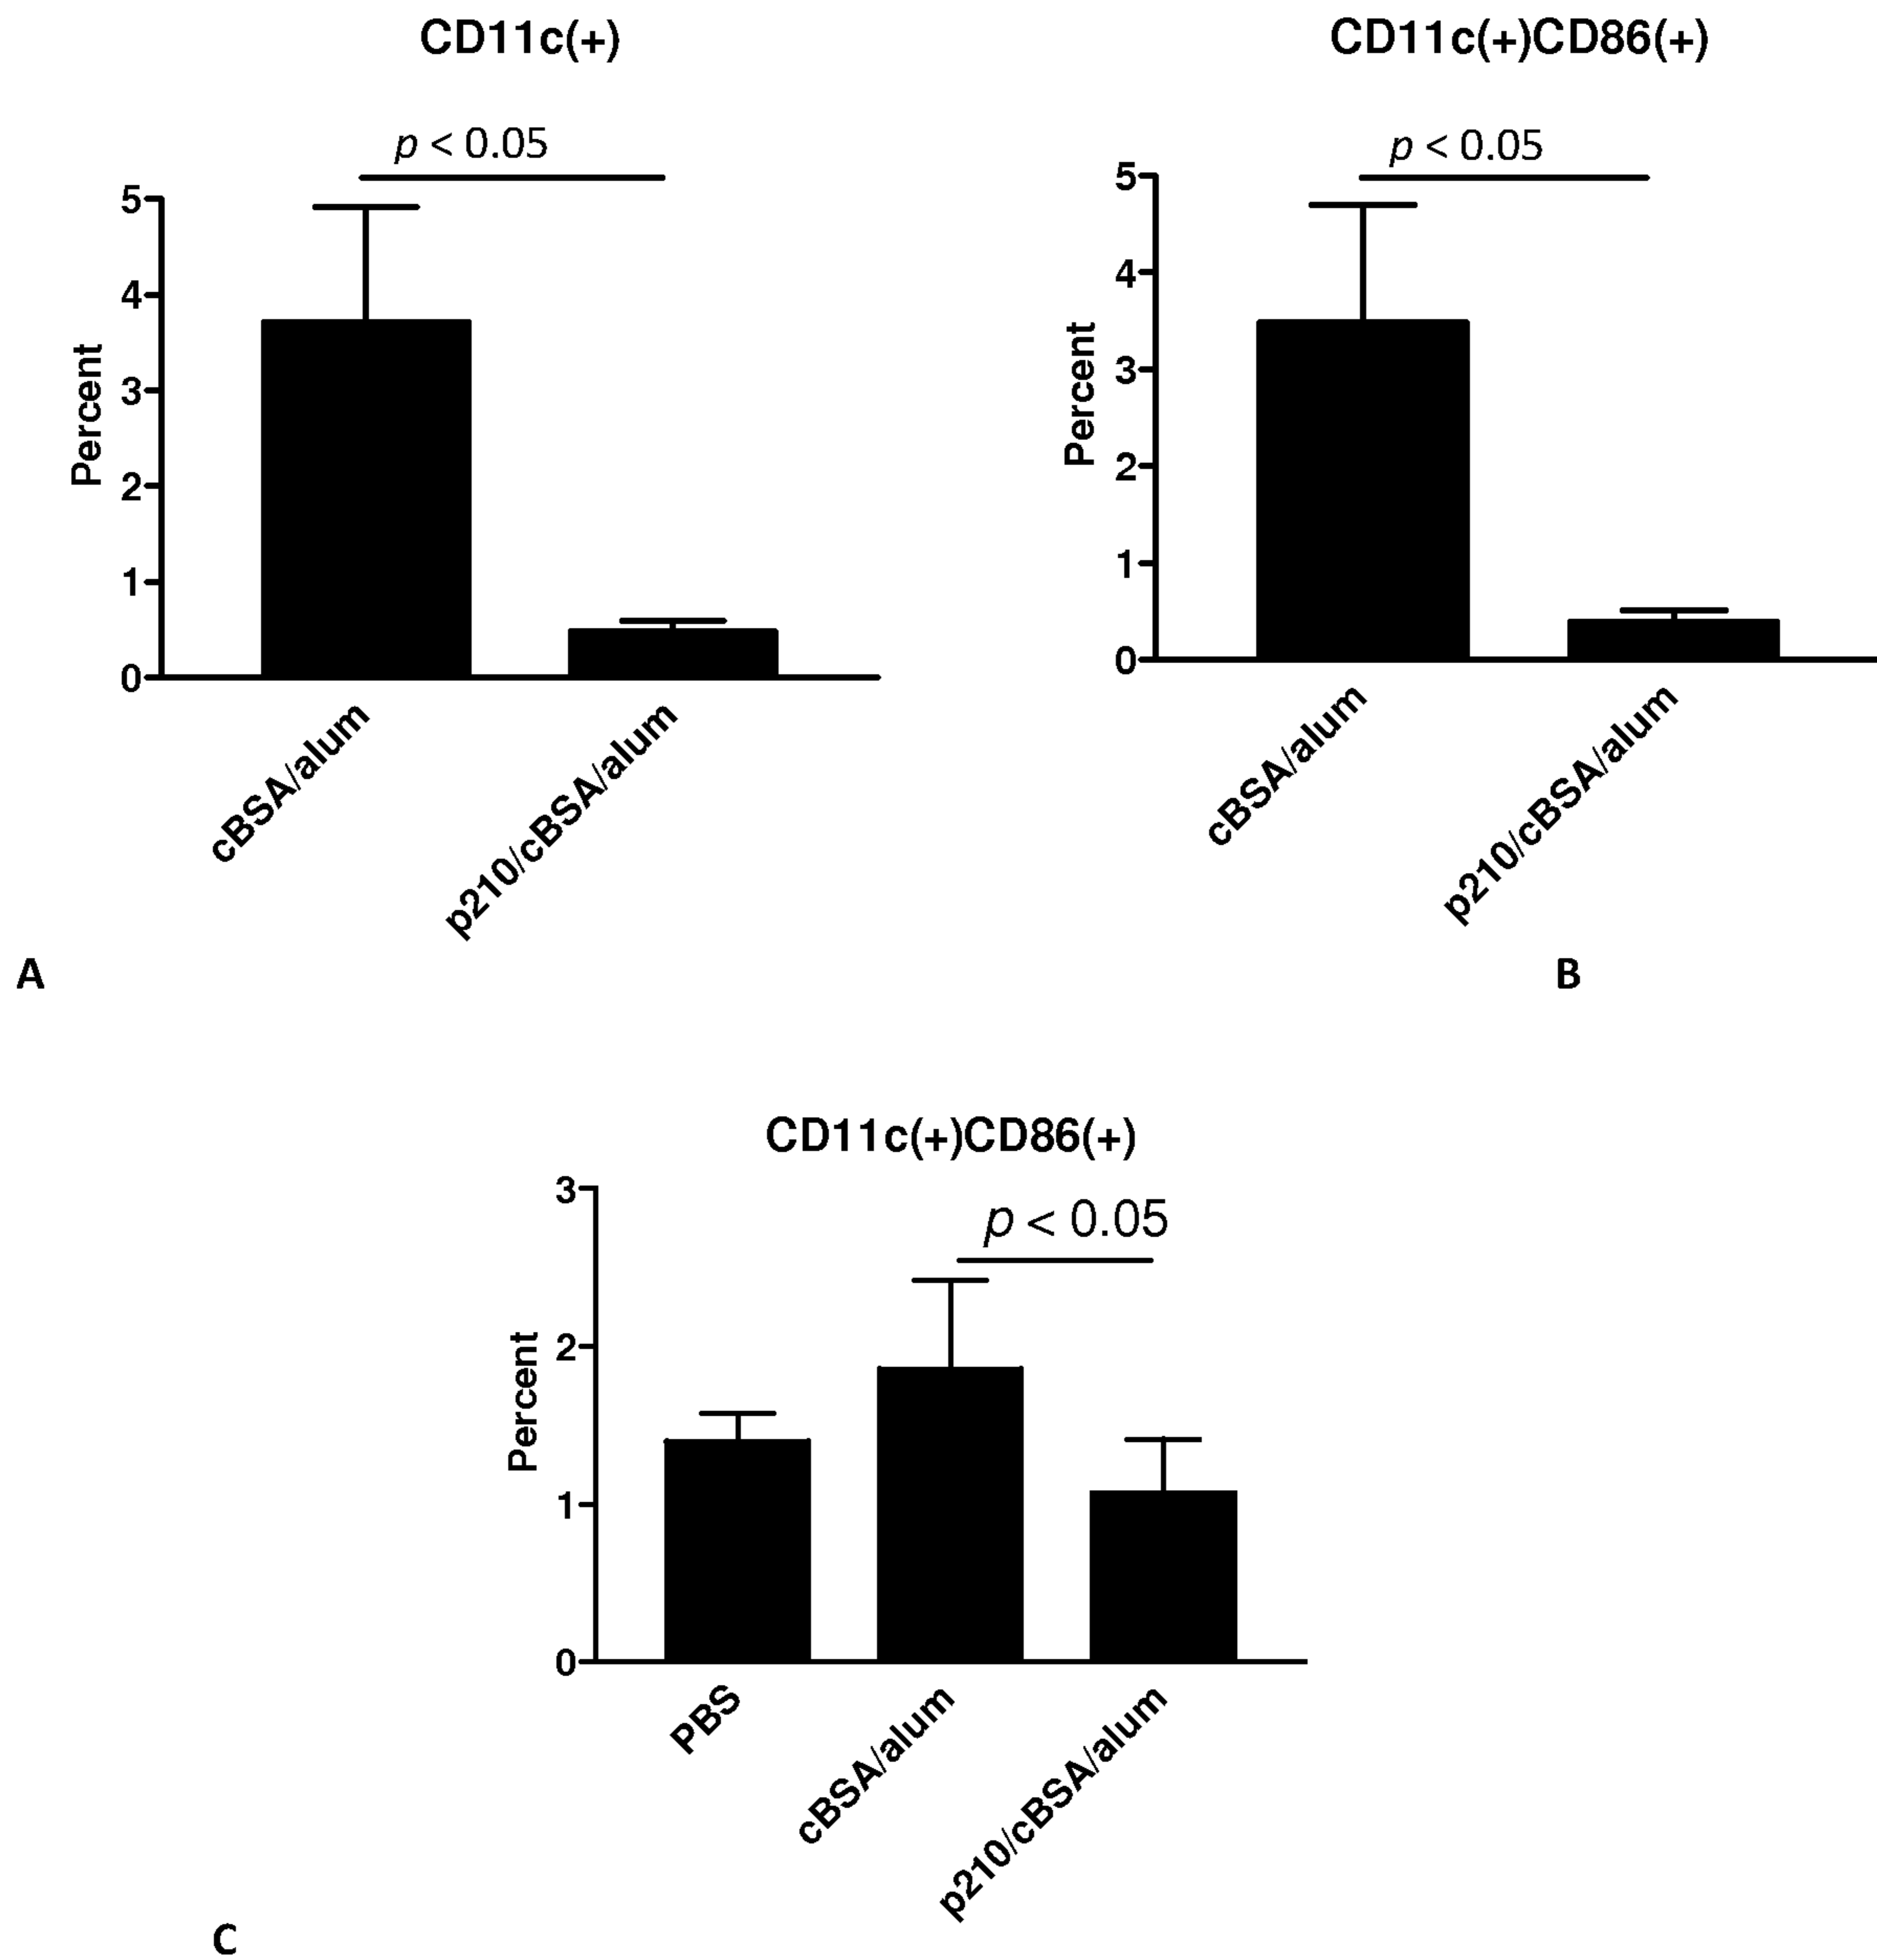 CD11c(+)
p < 0.05
5
4
3
2
1
0
Percent
cBSA/alum
p210/cBSA/alum
A
CD11c(+)CD86(+)
p < 0.05
5
4
3
2
1
0
Percent
cBSA/alum
p210/cBSA/alum
B
CD11c(+)CD86(+)
p < 0.05
3
2
1
0
Percent
PBS
cBSA/alum
p210/cBSA/alum
C